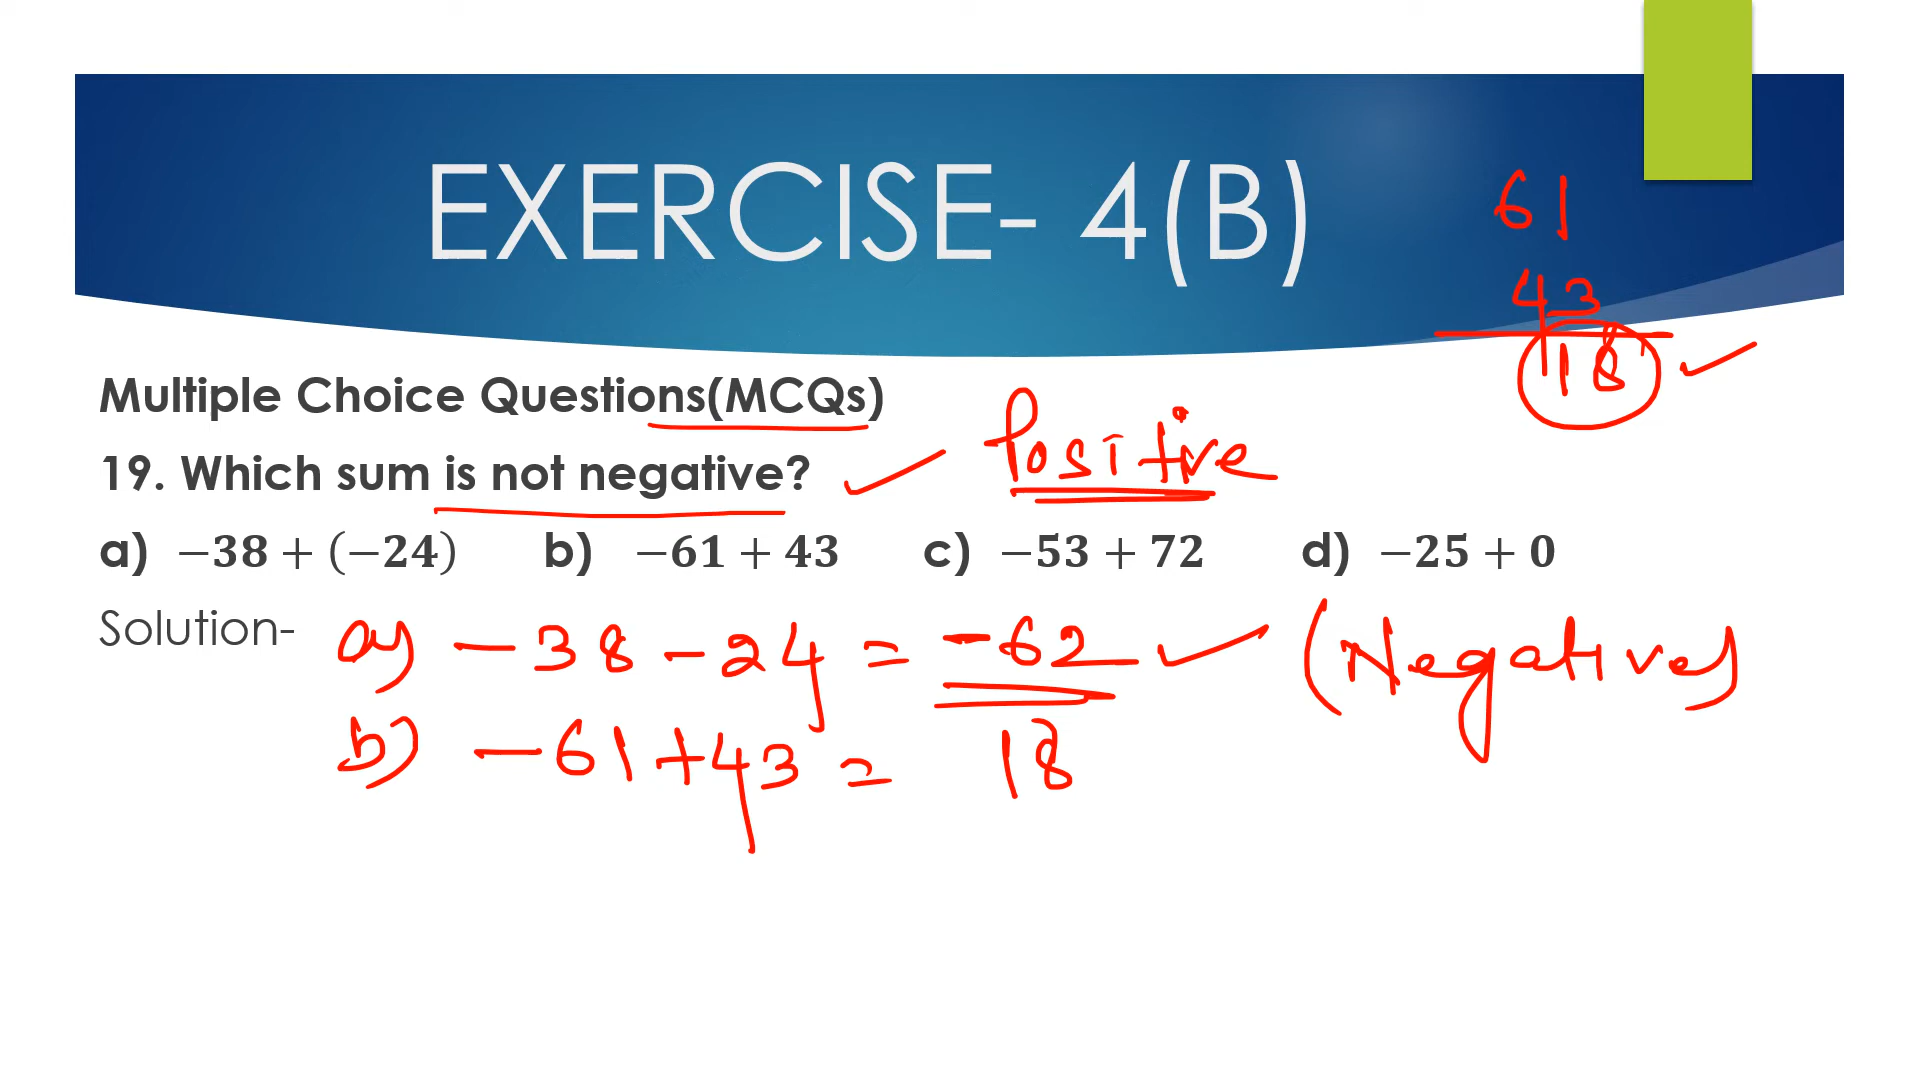 EXERCISE- 4(B)
61
43
18
Multiple Choice Questions(MCQs)
19. Which sum is not negative? Positive
a) −38 + (−24) b) −61 + 43 c) −53 + 72 d) −25 + 0
Solution- a) −38 − 24 = −62 (Negative)
b) −61 + 43 = 18